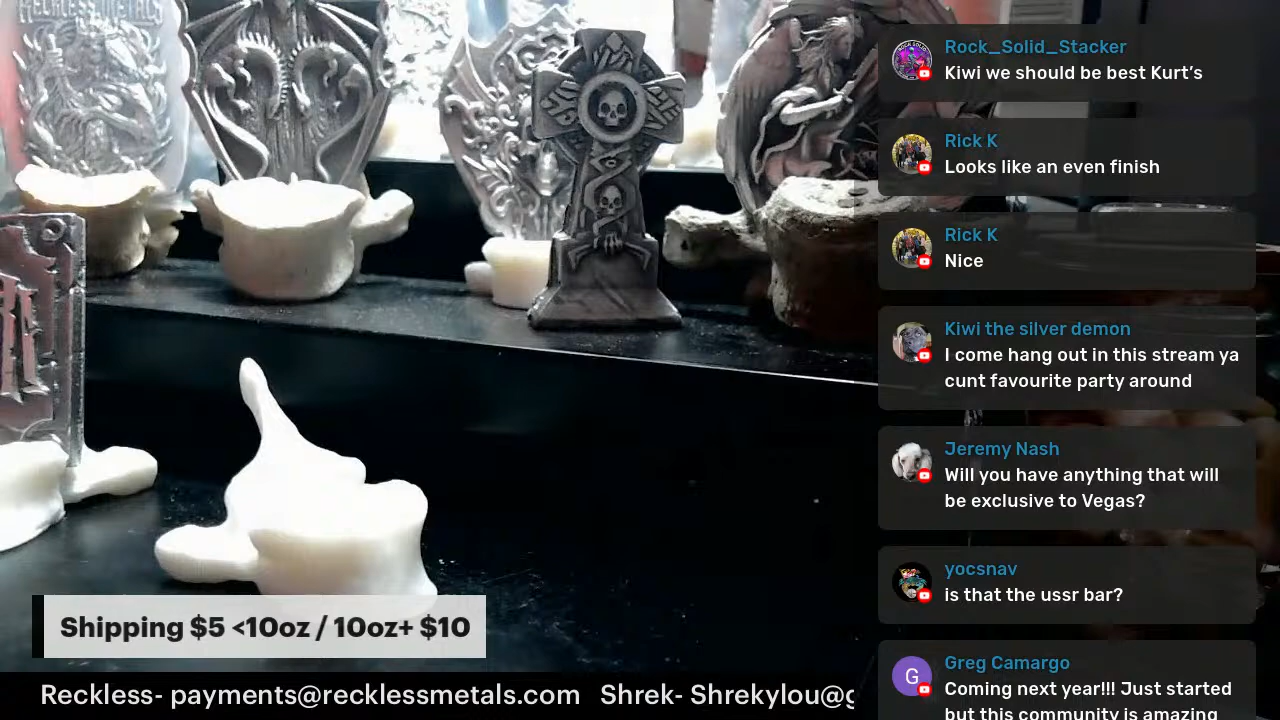 RECKLESS METALS
Rock_Solid_Stacker
Kiwi we should be best Kurt’s
Rick K
Looks like an even finish
Rick K
Nice
Kiwi the silver demon
I come hang out in this stream ya
cunt favourite party around
Jeremy Nash
Will you have anything that will
be exclusive to Vegas?
yocsnav
is that the ussr bar?
G
Greg Camargo
Coming next year!!! Just started
but this community is amazing
Shipping $5 <10oz / 10oz+ $10
Reckless- payments@recklessmetals.com Shrek- Shrekylou@g